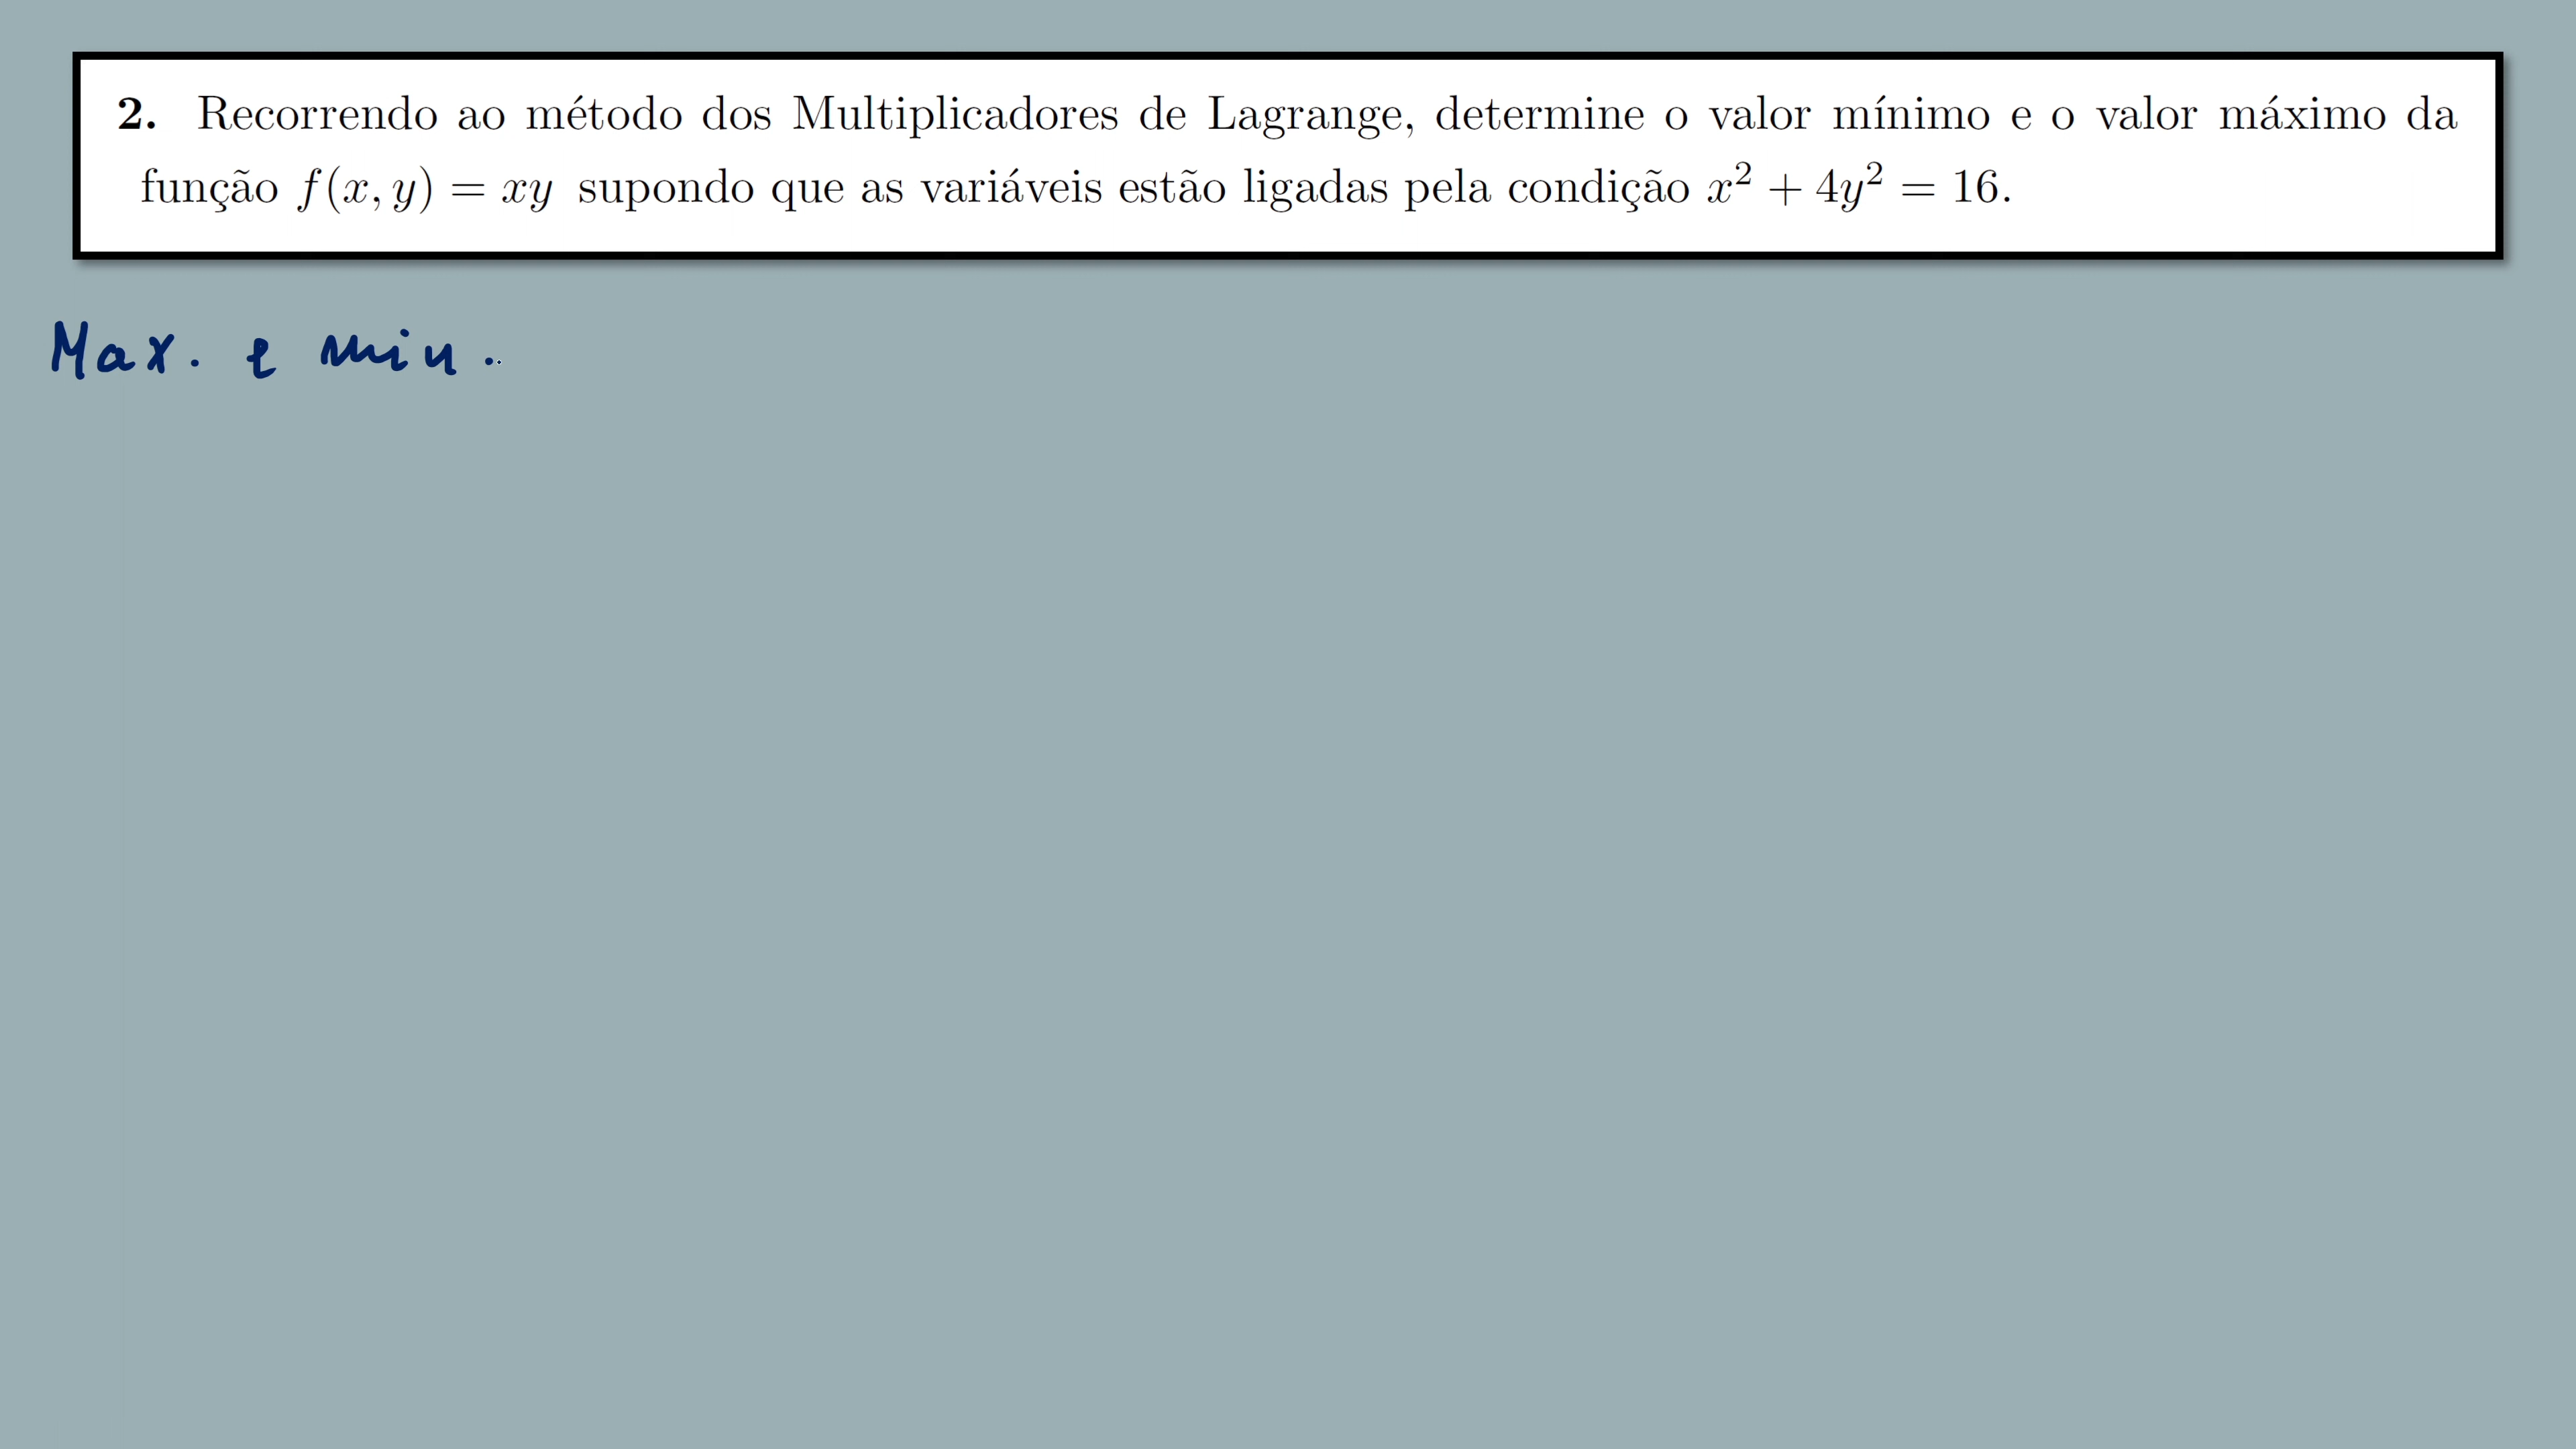 2. Recorrendo ao método dos Multiplicadores de Lagrange, determine o valor mínimo e o valor máximo da
função f(x, y) = xy supondo que as variáveis estão ligadas pela condição x² + 4y² = 16.
Max. e min.